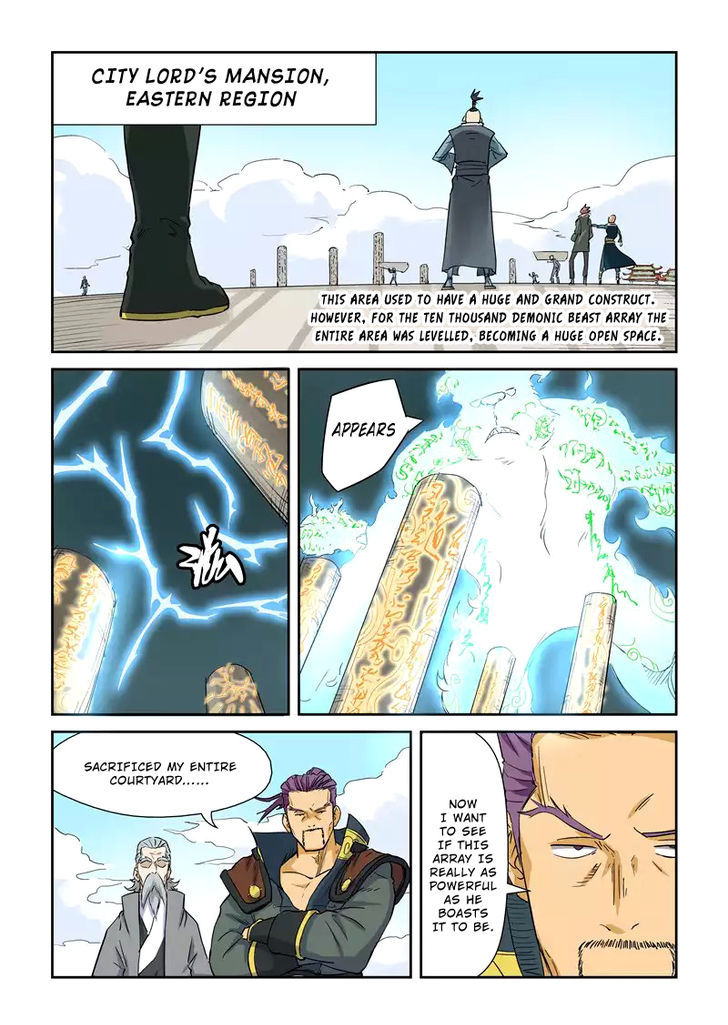 CITY LORD'S MANSION,
EASTERN REGION
THIS AREA USED TO HAVE A HUGE AND GRAND CONSTRUCT.
HOWEVER, FOR THE TEN THOUSAND DEMONIC BEAST ARRAY THE
ENTIRE AREA WAS LEVELLED, BECOMING A HUGE OPEN SPACE.
APPEARS
SACRIFICED MY ENTIRE
COURTYARD......
NOW
I WANT
TO SEE
IF THIS
ARRAY IS
REALLY AS
POWERFUL
AS HE
BOASTS
IT TO BE.